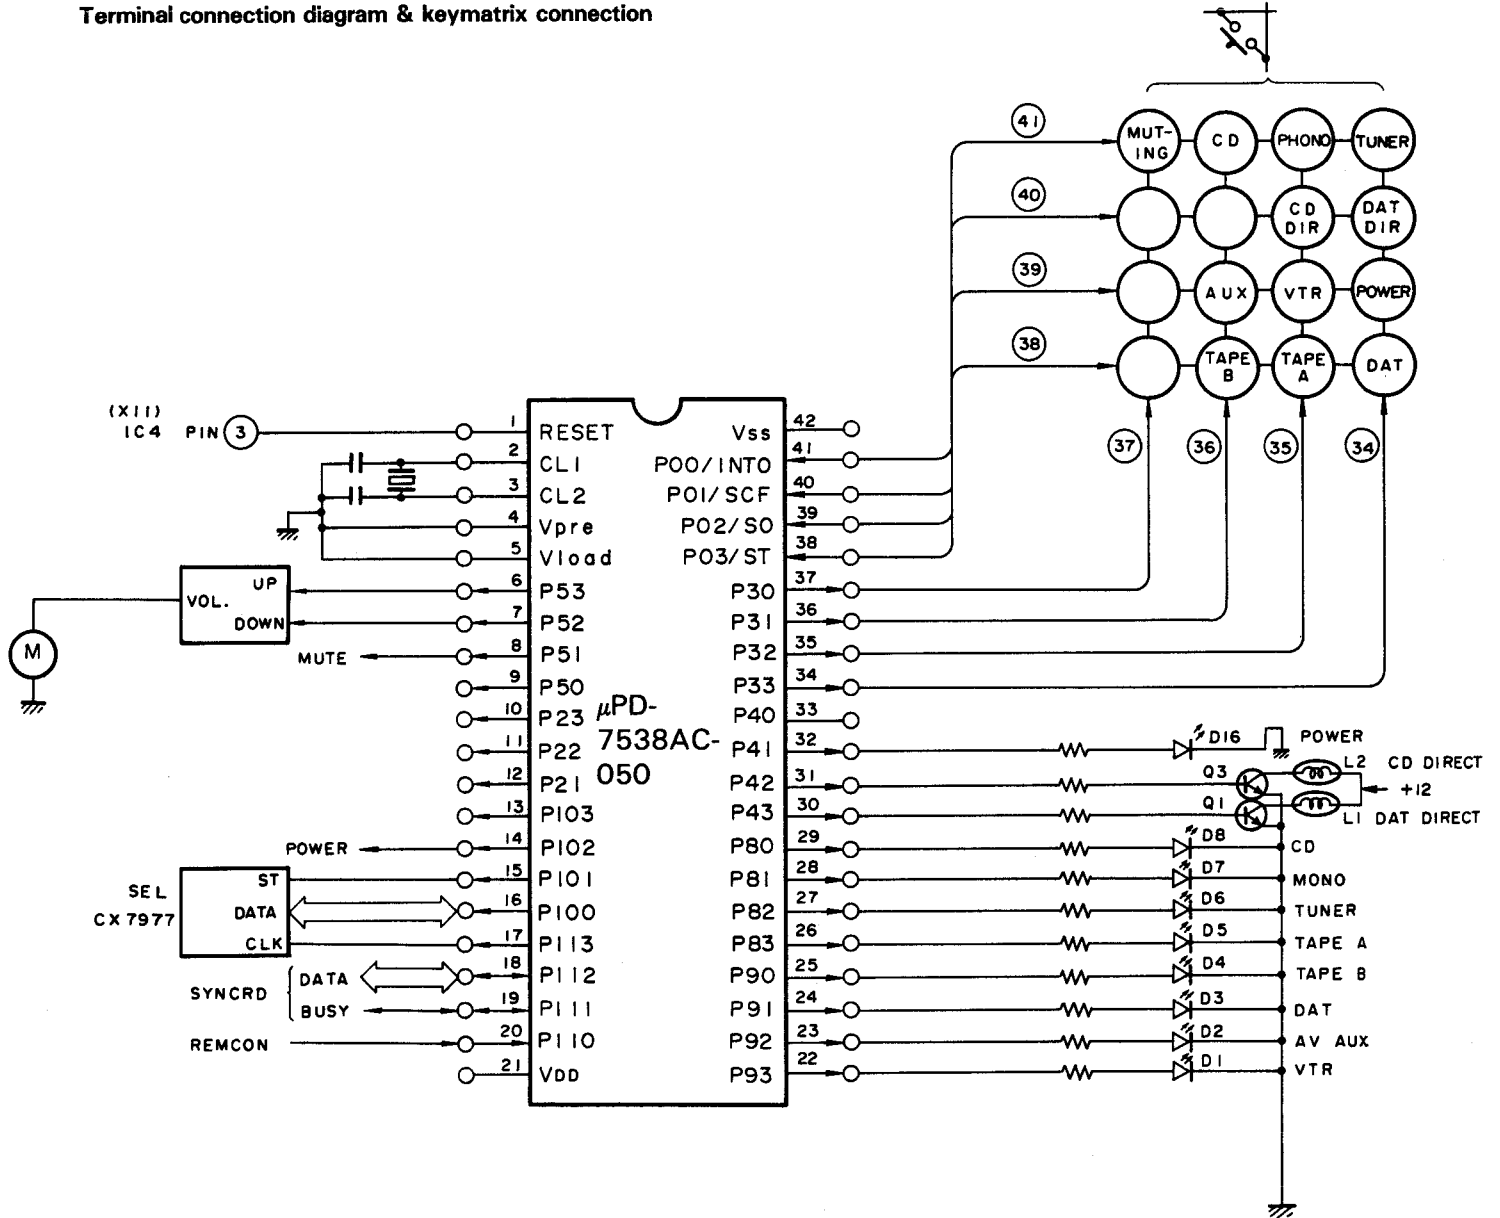 Terminal connection diagram & keymatrix connection
41
MUT-
ING
CD
PHONO
TUNER
40
CD
DIR
DAT
DIR
39
AUX
VTR
POWER
38
TAPE
B
TAPE
A
DAT
37
36
35
34
(X11)
IC4 PIN 3
1 RESET
2 CL1
3 CL2
4 Vpre
5 Vload
6 P53
7 P52
8 P51
9 P50
10 P23
11 P22
12 P21
13 P103
14 P102
15 P101
16 P100
17 P113
18 P112
19 P111
20 P110
21 VDD
UP
VOL.
DOWN
M
MUTE
POWER
SEL
CX7977
ST
DATA
CLK
SYNCRD
DATA
BUSY
REMCON
μPD-
7538AC-
050
Vss 42
P00/INT0 41
P01/SCF 40
P02/S0 39
P03/ST 38
P30 37
P31 36
P32 35
P33 34
P40 33
P41 32
P42 31
P43 30
P80 29
P81 28
P82 27
P83 26
P90 25
P91 24
P92 23
P93 22
D16 POWER
Q3 L2 CD DIRECT
+12
Q1 L1 DAT DIRECT
D8 CD
D7 MONO
D6 TUNER
D5 TAPE A
D4 TAPE B
D3 DAT
D2 AV AUX
D1 VTR